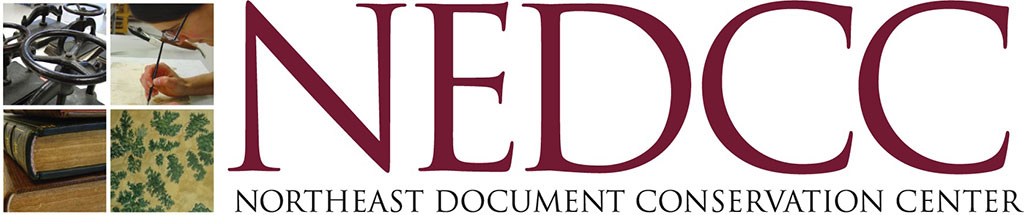 NEDCC
NORTHEAST DOCUMENT CONSERVATION CENTER